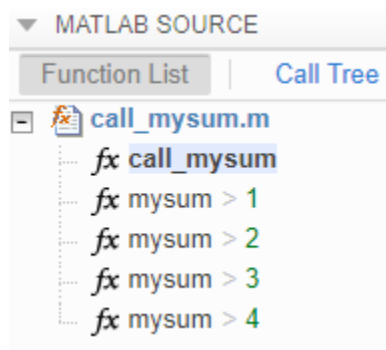 MATLAB SOURCE
Function List Call Tree
call_mysum.m
fx call_mysum
fx mysum > 1
fx mysum > 2
fx mysum > 3
fx mysum > 4